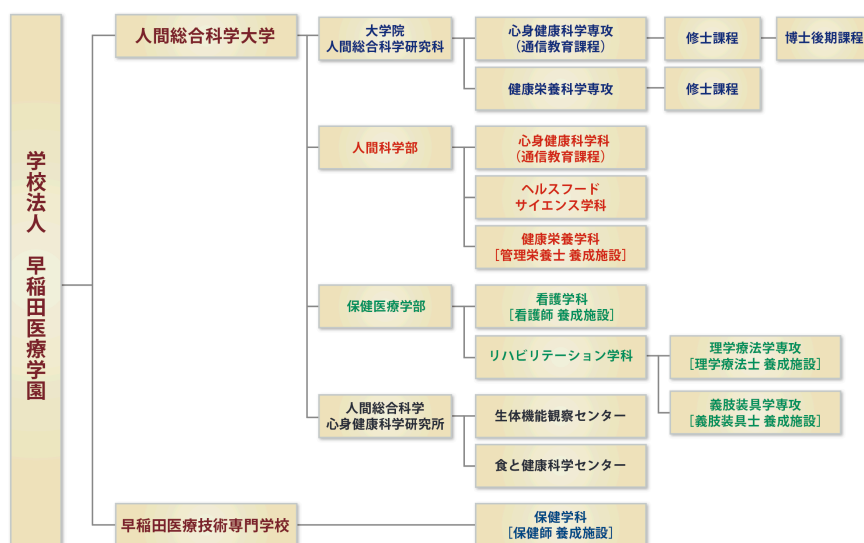 学校法人 早稲田医療学園
人間総合科学大学
大学院
人間総合科学研究科
心身健康科学専攻
(通信教育課程)
修士課程
博士後期課程
健康栄養科学専攻
修士課程
人間科学部
心身健康科学科
(通信教育課程)
ヘルスフード
サイエンス学科
健康栄養学科
[管理栄養士 養成施設]
保健医療学部
看護学科
[看護師 養成施設]
リハビリテーション学科
理学療法学専攻
[理学療法士 養成施設]
義肢装具学専攻
[義肢装具士 養成施設]
人間総合科学
心身健康科学研究所
生体機能観察センター
食と健康科学センター
早稲田医療技術専門学校
保健学科
[保健師 養成施設]